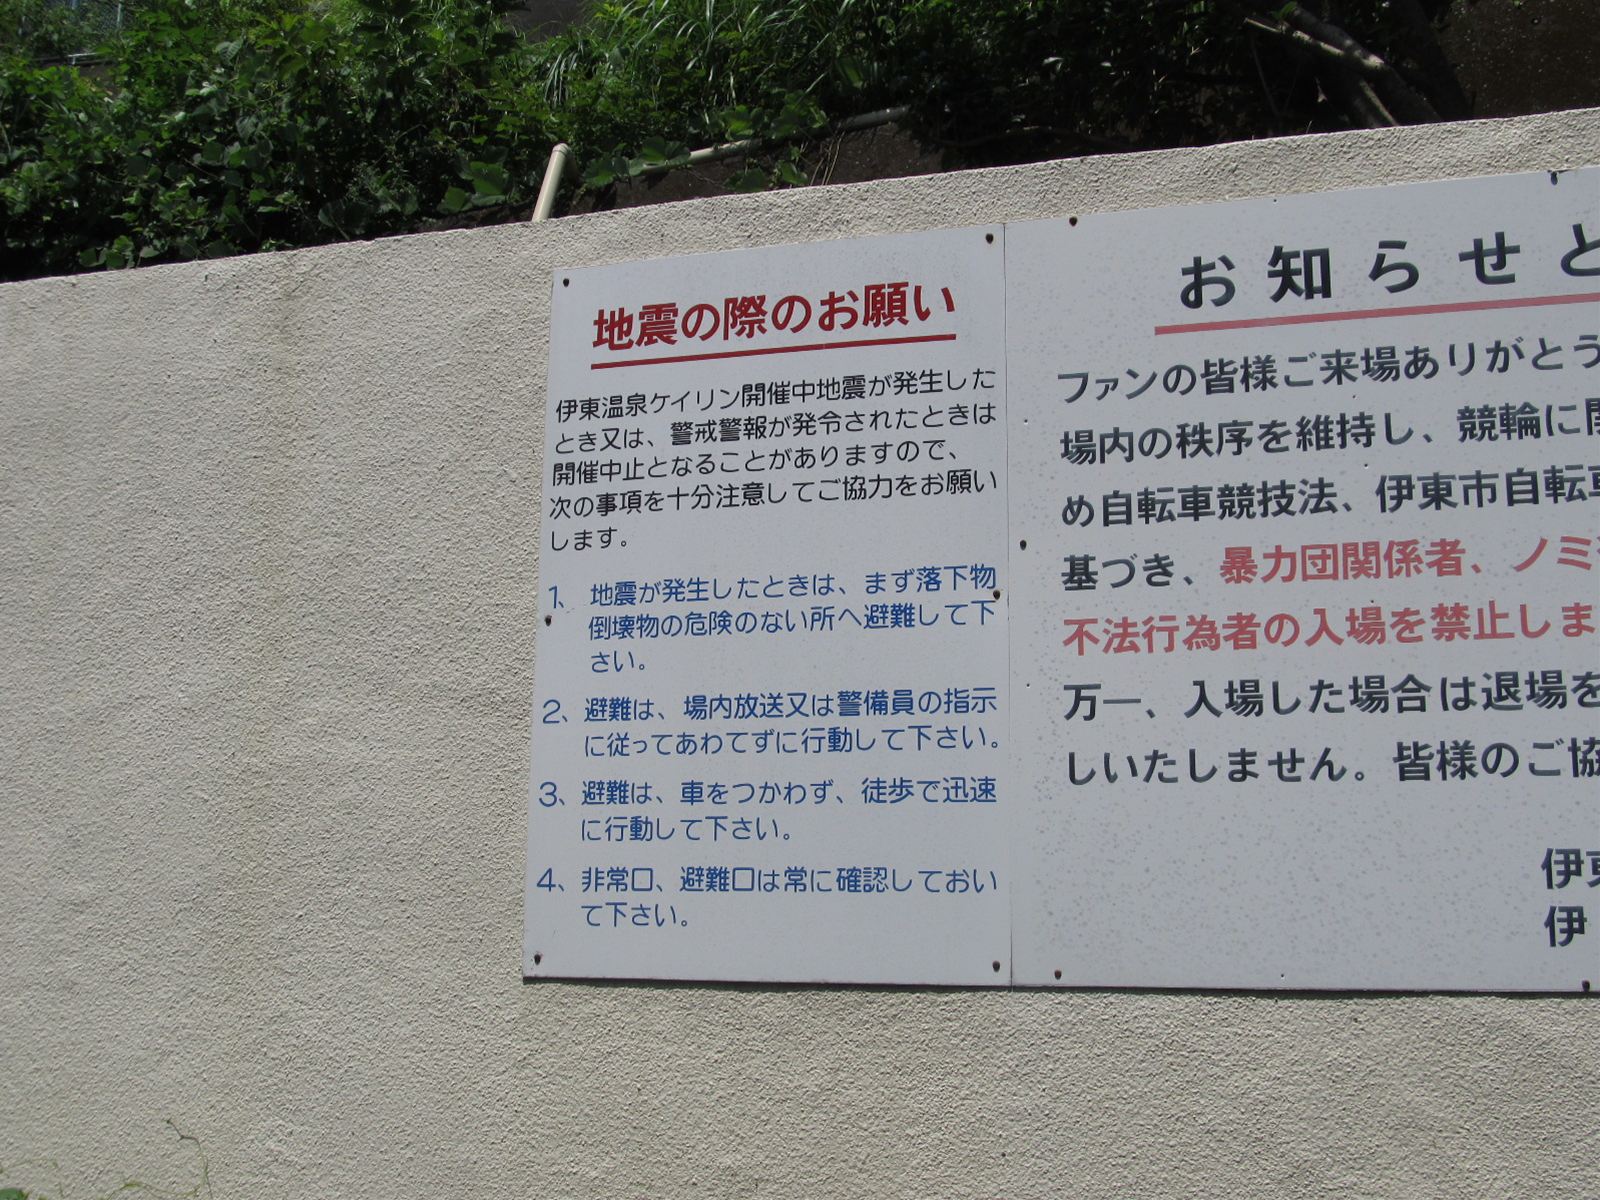 地震の際のお願い
伊東温泉ケイリン開催中地震が発生した
とき又は、警戒警報が発令されたときは
開催中止となることがありますので、
次の事項を十分注意してご協力をお願い
します。
1、地震が発生したときは、まず落下物
倒壊物の危険のない所へ避難して下
さい。
2、避難は、場内放送又は警備員の指示
に従ってあわてずに行動して下さい。
3、避難は、車をつかわず、徒歩で迅速
に行動して下さい。
4、非常口、避難口は常に確認しておい
て下さい。
お知らせと
ファンの皆様ご来場ありがとう
場内の秩序を維持し、競輪に関
め自転車競技法、伊東市自転車
基づき、暴力団関係者、ノミ
不法行為者の入場を禁止しま
万一、入場した場合は退場を
しいたしません。皆様のご協
伊東
伊